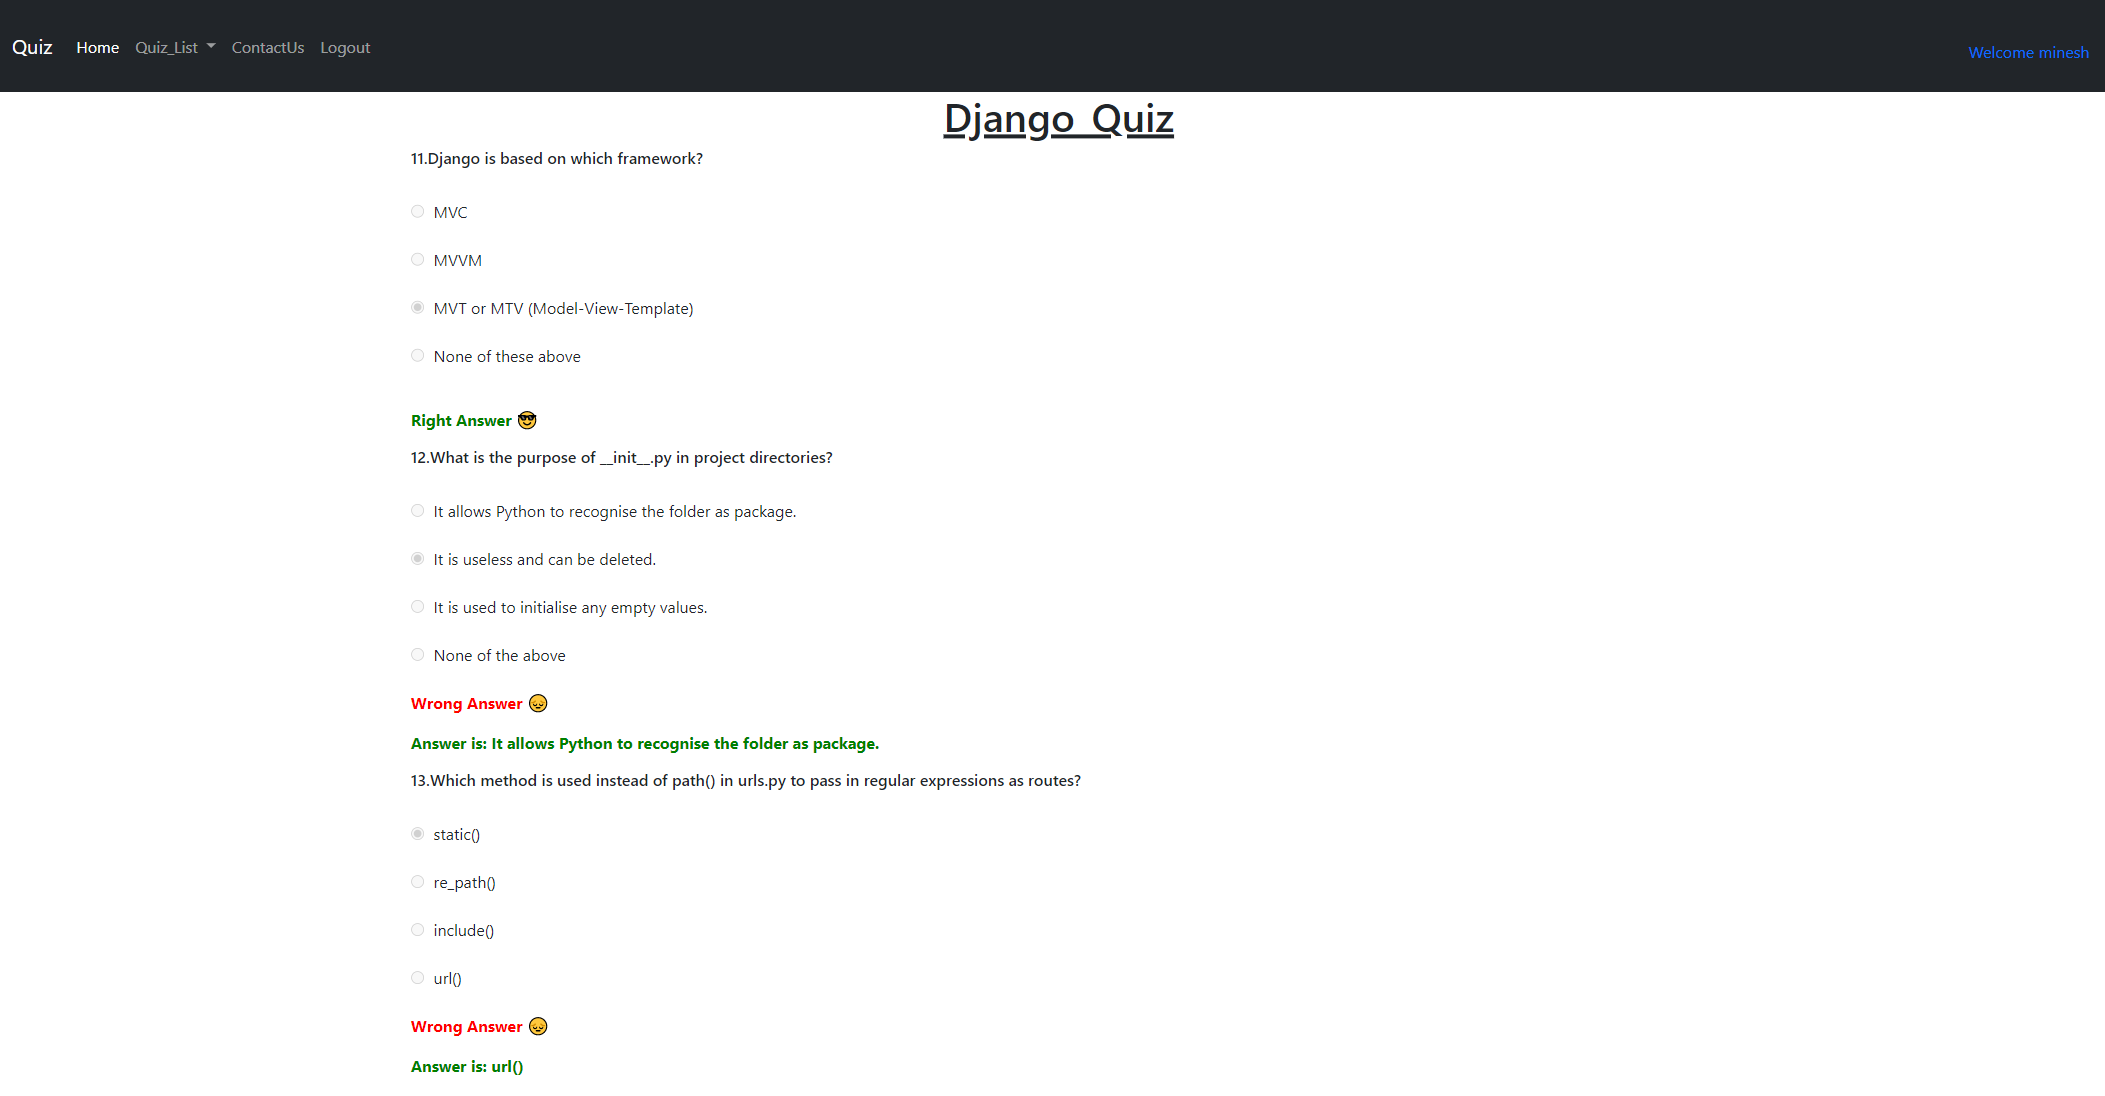 Quiz Home Quiz_List ContactUs Logout
Welcome minesh
Django Quiz
11.Django is based on which framework?
MVC
MVVM
MVT or MTV (Model-View-Template)
None of these above
Right Answer 😎
12.What is the purpose of __init__.py in project directories?
It allows Python to recognise the folder as package.
It is useless and can be deleted.
It is used to initialise any empty values.
None of the above
Wrong Answer 😞
Answer is: It allows Python to recognise the folder as package.
13.Which method is used instead of path() in urls.py to pass in regular expressions as routes?
static()
re_path()
include()
url()
Wrong Answer 😞
Answer is: url()